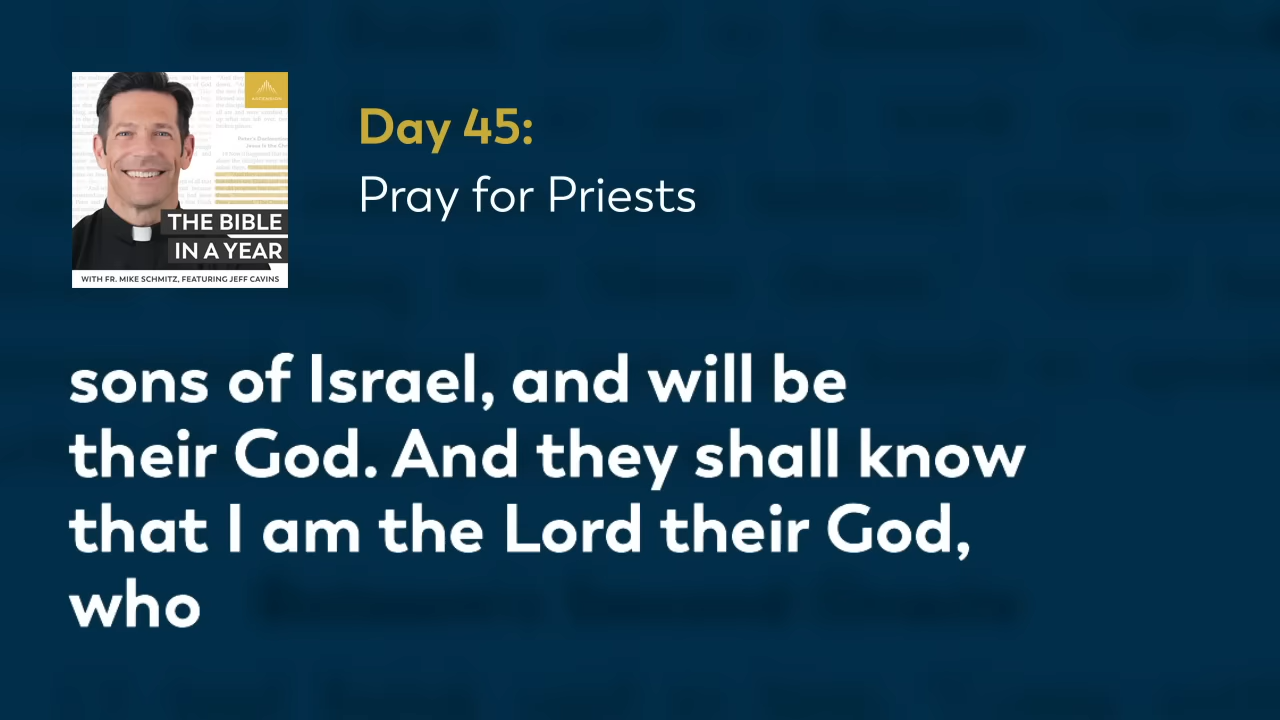 Day 45:
Pray for Priests
THE BIBLE
IN A YEAR
WITH FR. MIKE SCHMITZ, FEATURING JEFF CAVINS
sons of Israel, and will be
their God. And they shall know
that I am the Lord their God,
who